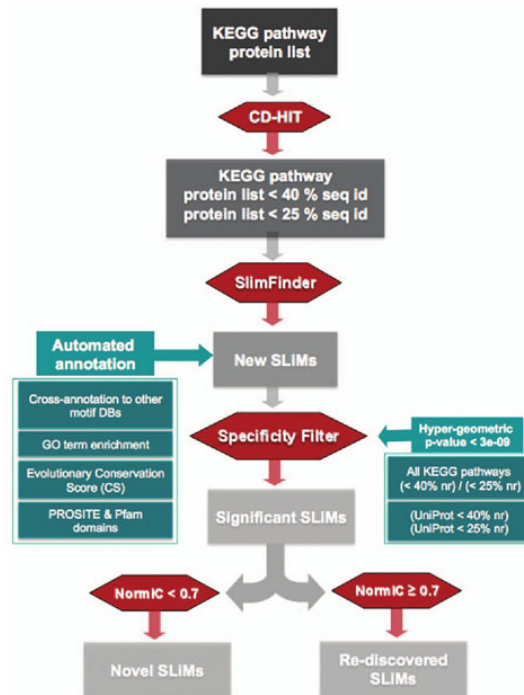 KEGG pathway
protein list
CD-HIT
KEGG pathway
protein list < 40 % seq id
protein list < 25 % seq id
SlimFinder
Automated
annotation
New SLiMs
Cross-annotation to other
motif DBs
GO term enrichment
Evolutionary Conservation
Score (CS)
PROSITE & Pfam
domains
Specificity Filter
Hyper-geometric
p-value < 3e-09
All KEGG pathways
(< 40% nr) / (< 25% nr)
(UniProt < 40% nr)
(UniProt < 25% nr)
Significant SLiMs
NormIC < 0.7
NormIC ≥ 0.7
Novel SLiMs
Re-discovered
SLiMs